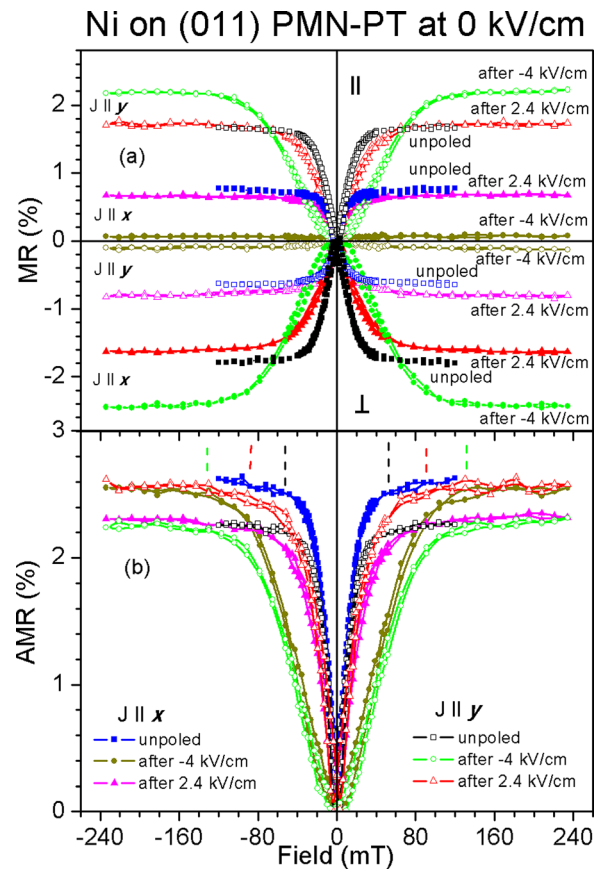 Ni on (011) PMN-PT at 0 kV/cm
||
after -4 kV/cm
J || y
after 2.4 kV/cm
2
unpoled
(a)
unpoled
1
after 2.4 kV/cm
J || x
after -4 kV/cm
0
MR (%)
J || y
after -4 kV/cm
unpoled
-1
after 2.4 kV/cm
after 2.4 kV/cm
J || x
unpoled
-2
⊥
after -4 kV/cm
3
2
(b)
AMR (%)
1
J || x
J || y
unpoled
unpoled
after -4 kV/cm
after -4 kV/cm
after 2.4 kV/cm
after 2.4 kV/cm
0
-240 -160 -80 0 80 160 240
Field (mT)